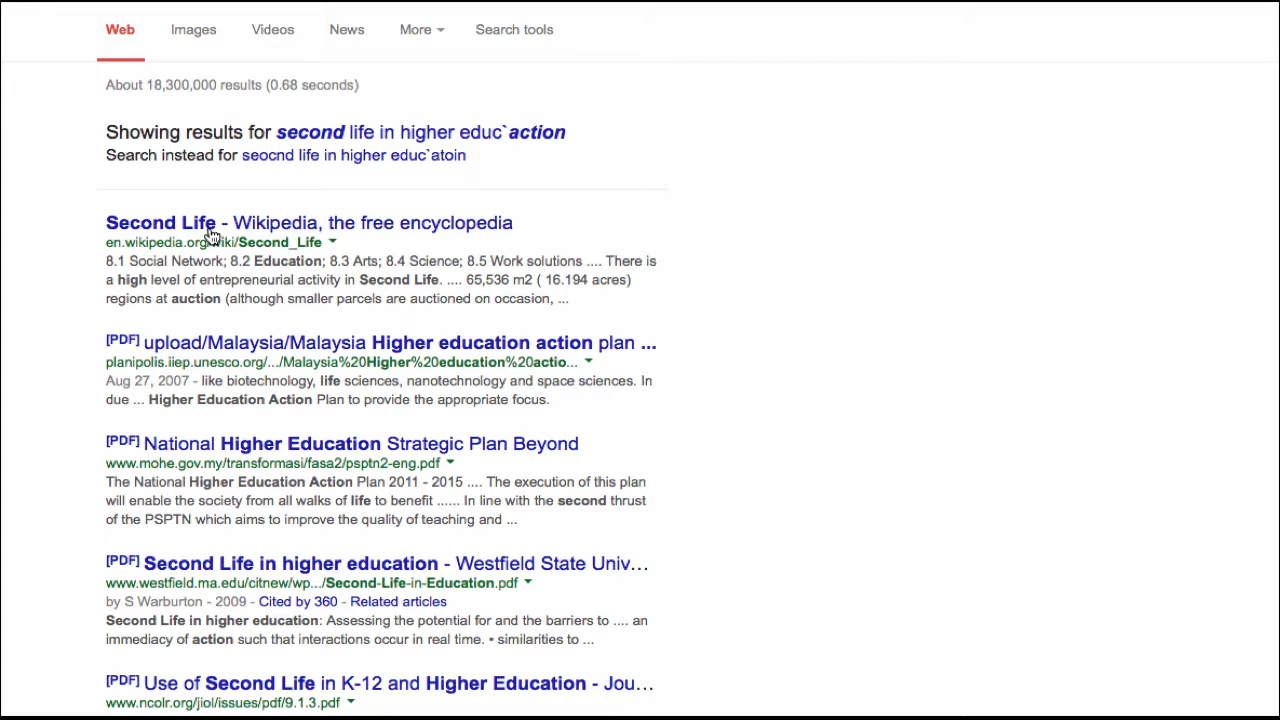 Web Images Videos News More Search tools
About 18,300,000 results (0.68 seconds)
Showing results for second life in higher educ`action
Search instead for seocnd life in higher educ`atoin
Second Life - Wikipedia, the free encyclopedia
en.wikipedia.org/wiki/Second_Life
8.1 Social Network; 8.2 Education; 8.3 Arts; 8.4 Science; 8.5 Work solutions .... There is
a high level of entrepreneurial activity in Second Life. .... 65,536 m2 ( 16.194 acres)
regions at auction (although smaller parcels are auctioned on occasion, ...
[PDF] upload/Malaysia/Malaysia Higher education action plan ...
planipolis.iiep.unesco.org/.../Malaysia%20Higher%20education%20actio...
Aug 27, 2007 - like biotechnology, life sciences, nanotechnology and space sciences. In
due ... Higher Education Action Plan to provide the appropriate focus.
[PDF] National Higher Education Strategic Plan Beyond
www.mohe.gov.my/transformasi/fasa2/psptn2-eng.pdf
The National Higher Education Action Plan 2011 - 2015 .... The execution of this plan
will enable the society from all walks of life to benefit ...... In line with the second thrust
of the PSPTN which aims to improve the quality of teaching and ...
[PDF] Second Life in higher education - Westfield State Univ...
www.westfield.ma.edu/citnew/wp.../Second-Life-in-Education.pdf
by S Warburton - 2009 - Cited by 360 - Related articles
Second Life in higher education: Assessing the potential for and the barriers to .... an
immediacy of action such that interactions occur in real time. • similarities to ...
[PDF] Use of Second Life in K-12 and Higher Education - Jou...
www.ncolr.org/jiol/issues/pdf/9.1.3.pdf